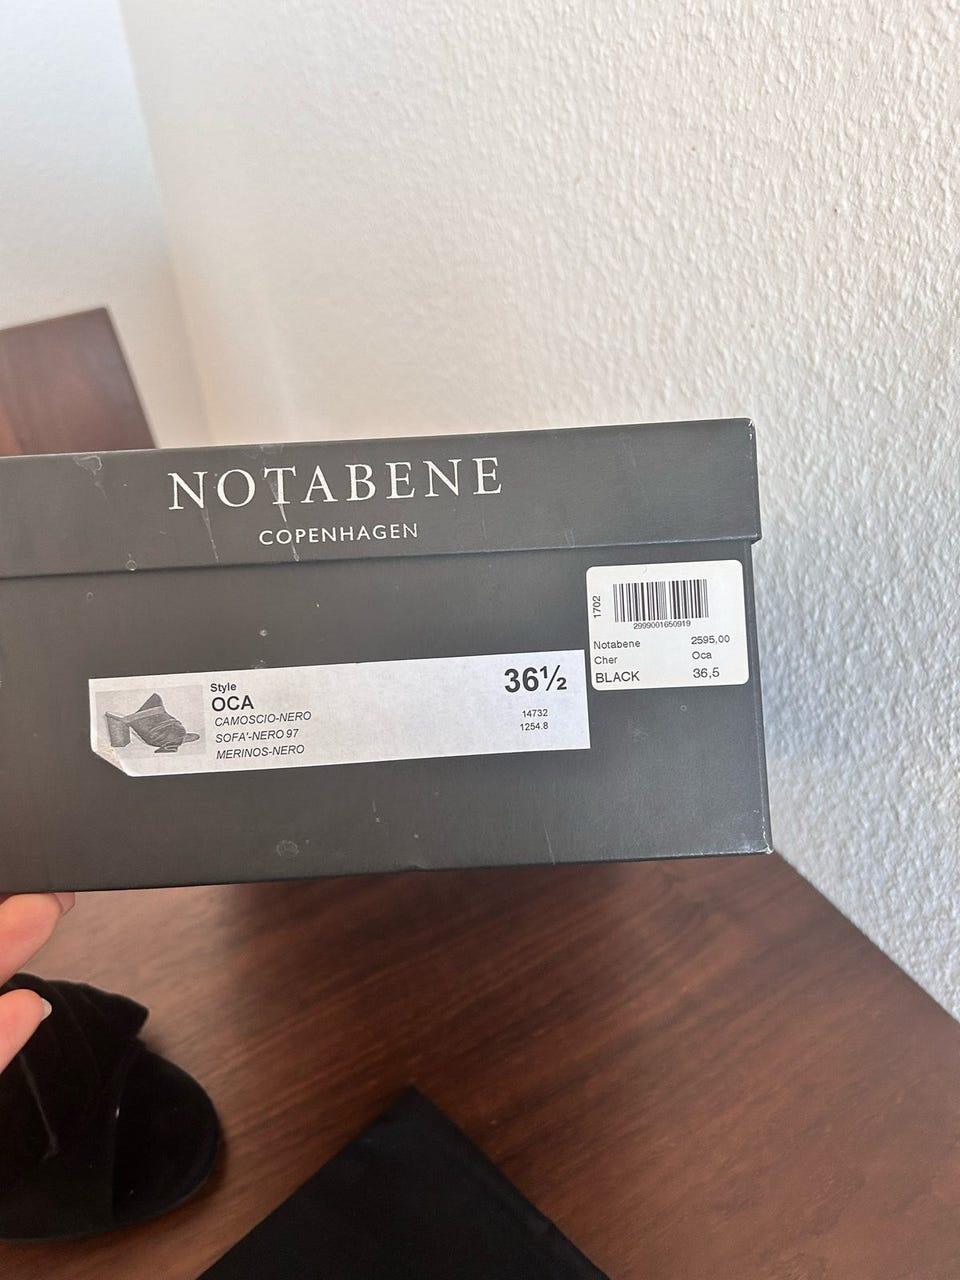 NOTABENE
COPENHAGEN
1702
2999001650919
Notabene 2595,00
Cher Oca
BLACK 36,5
Style
OCA
CAMOSCIO-NERO
SOFA'-NERO 97
MERINOS-NERO
36½
14732
1254.8